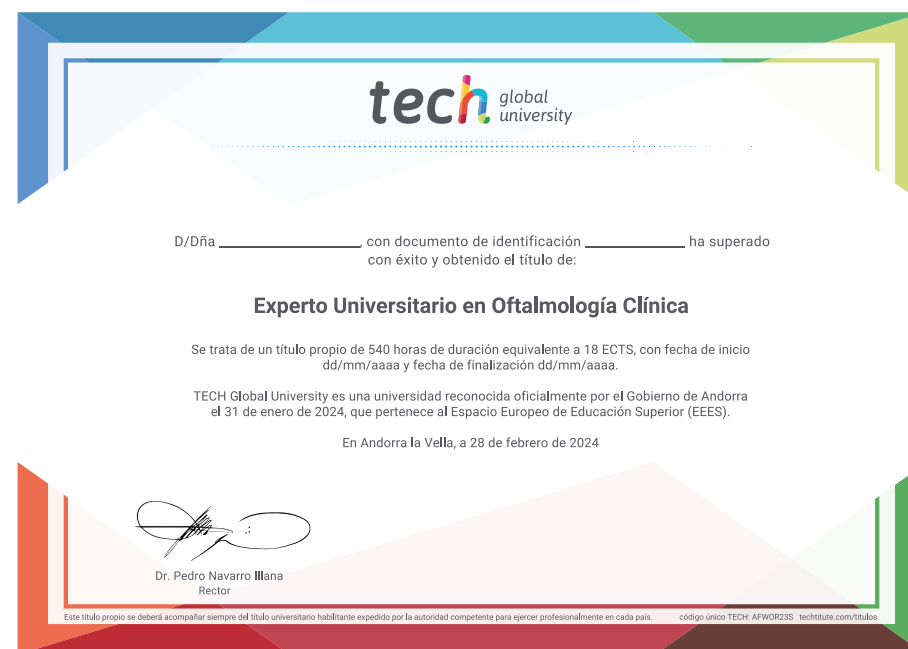 tech global university
D/Dña ____________________, con documento de identificación ______________ ha superado
con éxito y obtenido el título de:
Experto Universitario en Oftalmología Clínica
Se trata de un título propio de 540 horas de duración equivalente a 18 ECTS, con fecha de inicio
dd/mm/aaaa y fecha de finalización dd/mm/aaaa.
TECH Global University es una universidad reconocida oficialmente por el Gobierno de Andorra
el 31 de enero de 2024, que pertenece al Espacio Europeo de Educación Superior (EEES).
En Andorra la Vella, a 28 de febrero de 2024
Dr. Pedro Navarro Illana
Rector
Este título propio se deberá acompañar siempre del título universitario habilitante expedido por la autoridad competente para ejercer profesionalmente en cada país. código único TECH: AFWOR23S techtitute.com/titulos